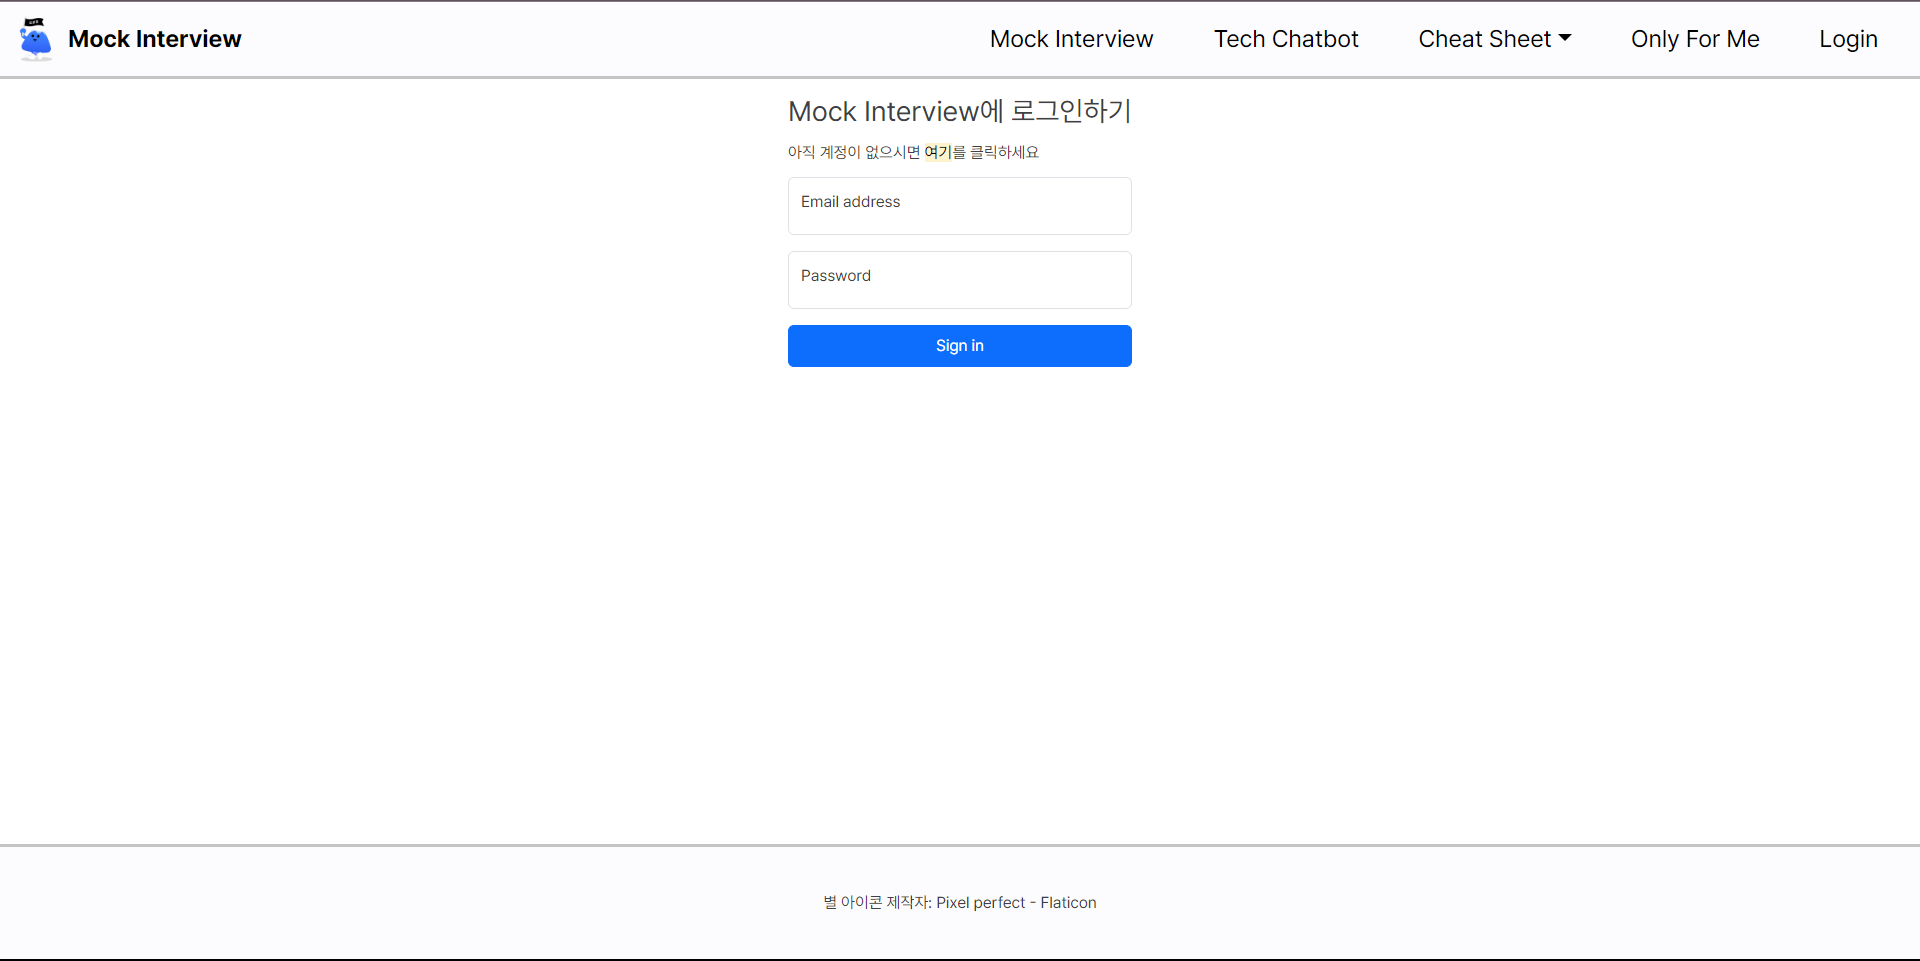 Mock Interview
Mock Interview Tech Chatbot Cheat Sheet Only For Me Login
Mock Interview에 로그인하기
아직 계정이 없으시면 여기를 클릭하세요
Email address
Password
Sign in
별 아이콘 제작자: Pixel perfect - Flaticon